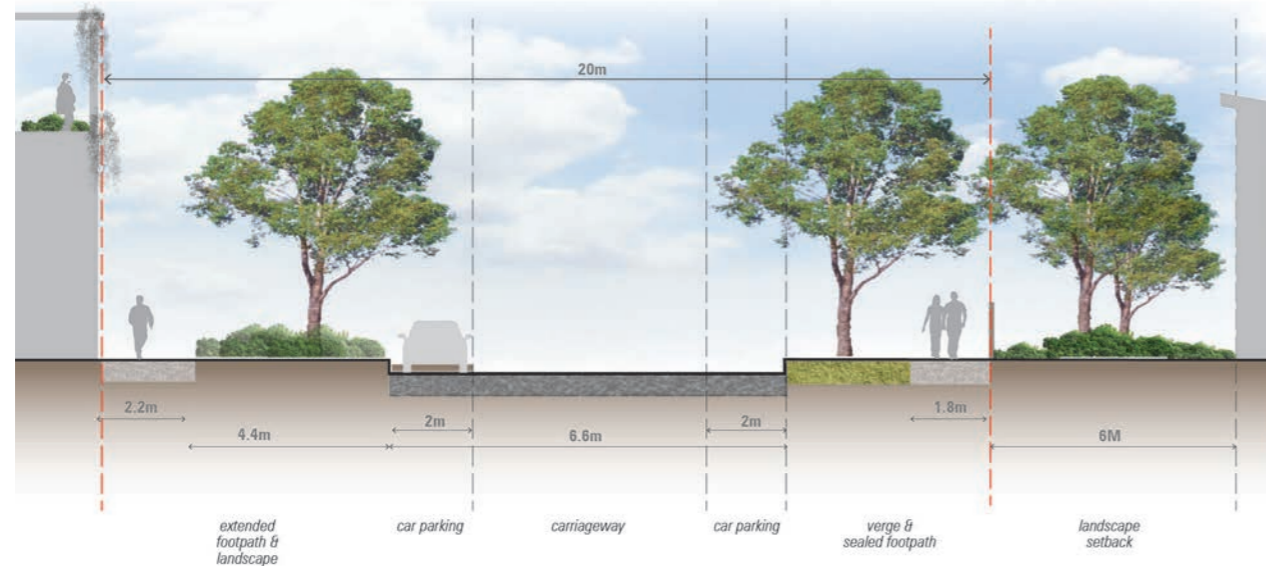 20m
2.2m
1.8m
2m
2m
4.4m
6.6m
6M
extended
footpath &
landscape
car parking
carriageway
car parking
verge &
sealed footpath
landscape
setback